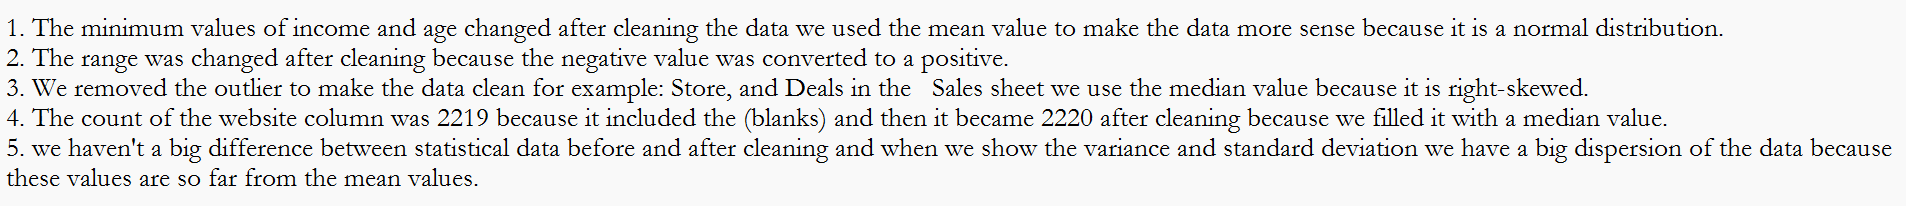 1. The minimum values of income and age changed after cleaning the data we used the mean value to make the data more sense because it is a normal distribution.
2. The range was changed after cleaning because the negative value was converted to a positive.
3. We removed the outlier to make the data clean for example: Store, and Deals in the   Sales sheet we use the median value because it is right-skewed.
4. The count of the website column was 2219 because it included the (blanks) and then it became 2220 after cleaning because we filled it with a median value.
5. we haven't a big difference between statistical data before and after cleaning and when we show the variance and standard deviation we have a big dispersion of the data because
these values are so far from the mean values.